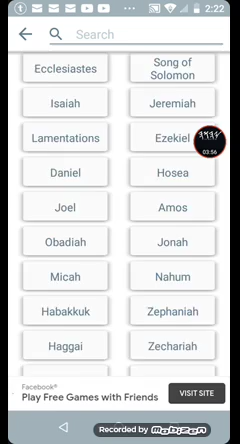 2:22
Search
Ecclesiastes
Song of
Solomon
Isaiah
Jeremiah
Lamentations
Ezekiel
03:56
Daniel
Hosea
Joel
Amos
Obadiah
Jonah
Micah
Nahum
Habakkuk
Zephaniah
Haggai
Zechariah
Facebook®
Play Free Games with Friends
VISIT SITE
Recorded by Mobizen